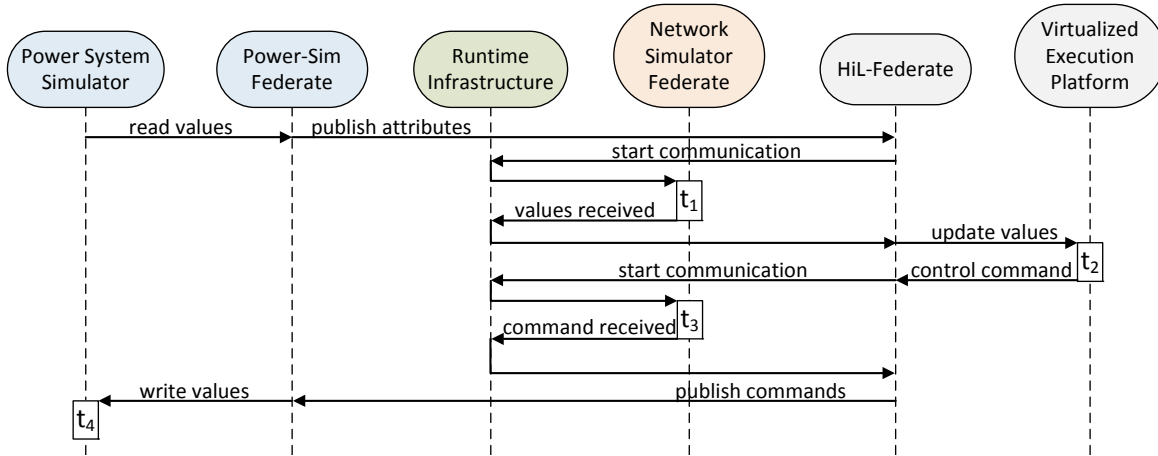 Power System
Simulator
Power-Sim
Federate
Runtime
Infrastructure
Network
Simulator
Federate
HiL-Federate
Virtualized
Execution
Platform
read values
publish attributes
start communication
t₁
values received
update values
t₂
start communication
control command
t₃
command received
write values
publish commands
t₄